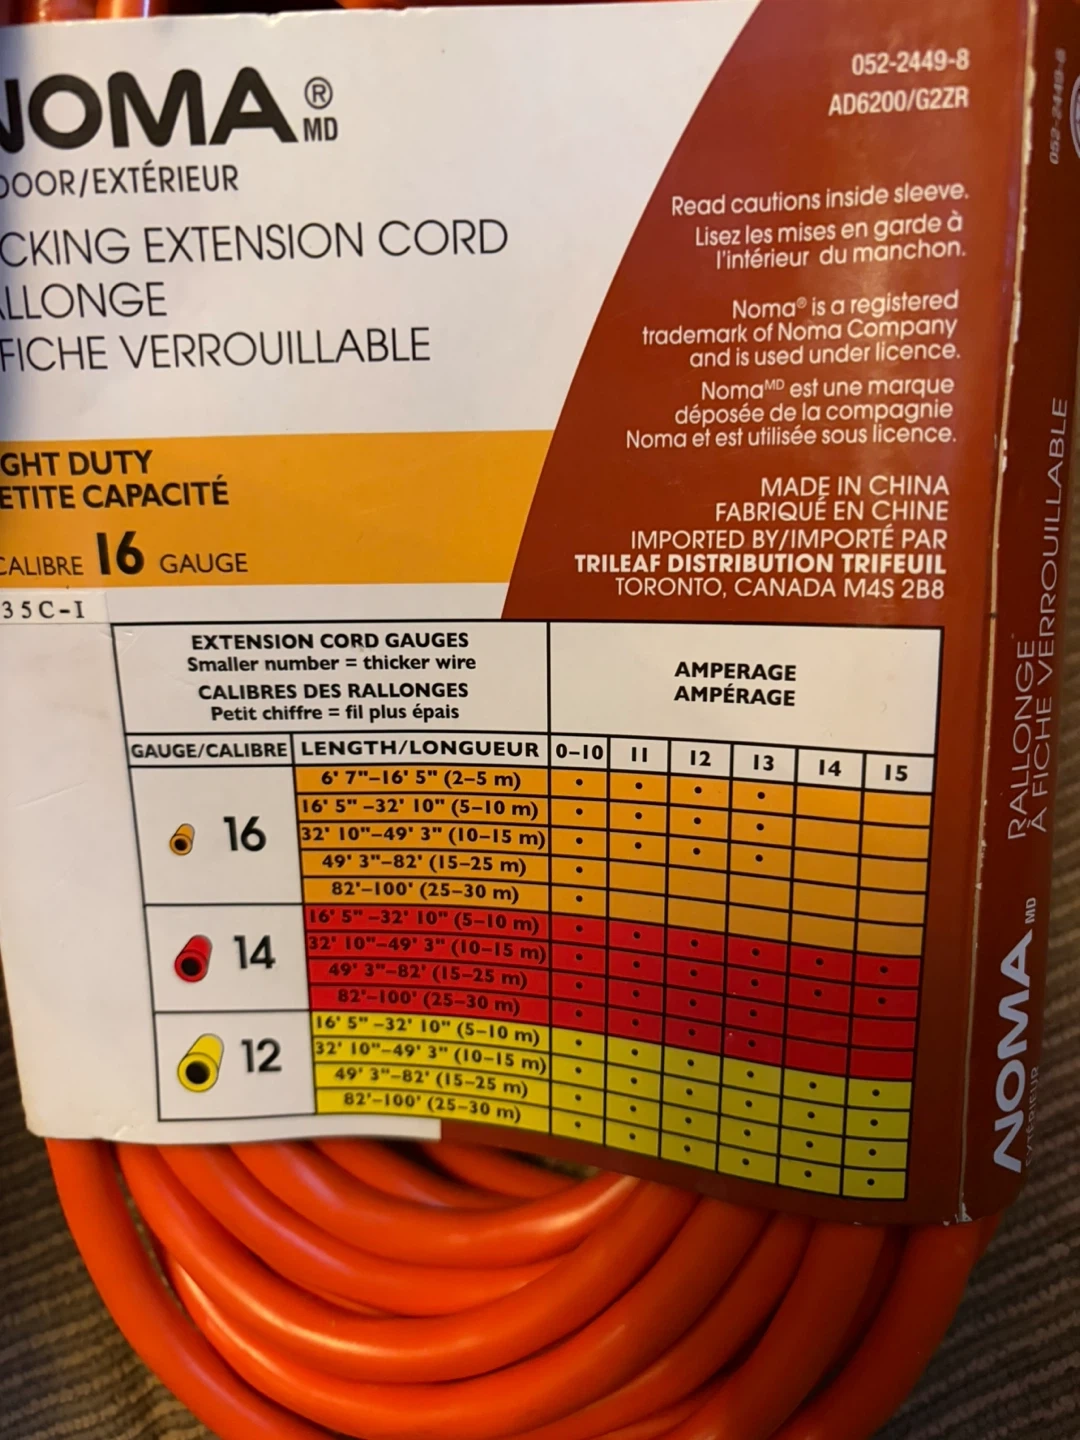 NOMA®
MD
DOOR/EXTÉRIEUR
CKING EXTENSION CORD
ALLONGE
FICHE VERROUILLABLE
GHT DUTY
ETITE CAPACITÉ
CALIBRE 16 GAUGE
35C-I
052-2449-8
AD6200/G2ZR
Read cautions inside sleeve.
Lisez les mises en garde à
l'intérieur du manchon.
Noma® is a registered
trademark of Noma Company
and is used under licence.
Noma MD est une marque
déposée de la compagnie
Noma et est utilisée sous licence.
MADE IN CHINA
FABRIQUÉ EN CHINE
IMPORTED BY/IMPORTÉ PAR
TRILEAF DISTRIBUTION TRIFEUIL
TORONTO, CANADA M4S 2B8
EXTENSION CORD GAUGES
Smaller number = thicker wire
CALIBRES DES RALLONGES
Petit chiffre = fil plus épais
AMPERAGE
AMPÉRAGE
GAUGE/CALIBRE LENGTH/LONGUEUR 0–10 11 12 13 14 15
16
6' 7"–16' 5" (2–5 m) • • • •
16' 5" –32' 10" (5–10 m) • • • •
32' 10"–49' 3" (10–15 m) • • • •
49' 3"–82' (15–25 m) •
82'–100' (25–30 m) •
14
16' 5" –32' 10" (5–10 m) • • • • • •
32' 10"–49' 3" (10–15 m) • • • • • •
49' 3"–82' (15–25 m) • • • •
82'–100' (25–30 m) • • • •
12
16' 5" –32' 10" (5–10 m) • • • • • •
32' 10"–49' 3" (10–15 m) • • • • • •
49' 3"–82' (15–25 m) • • • • • •
82'–100' (25–30 m) • • • • • •
052-2449-8
RALLONGE
À FICHE VERROUILLABLE
NOMA MD
EXTÉRIEUR